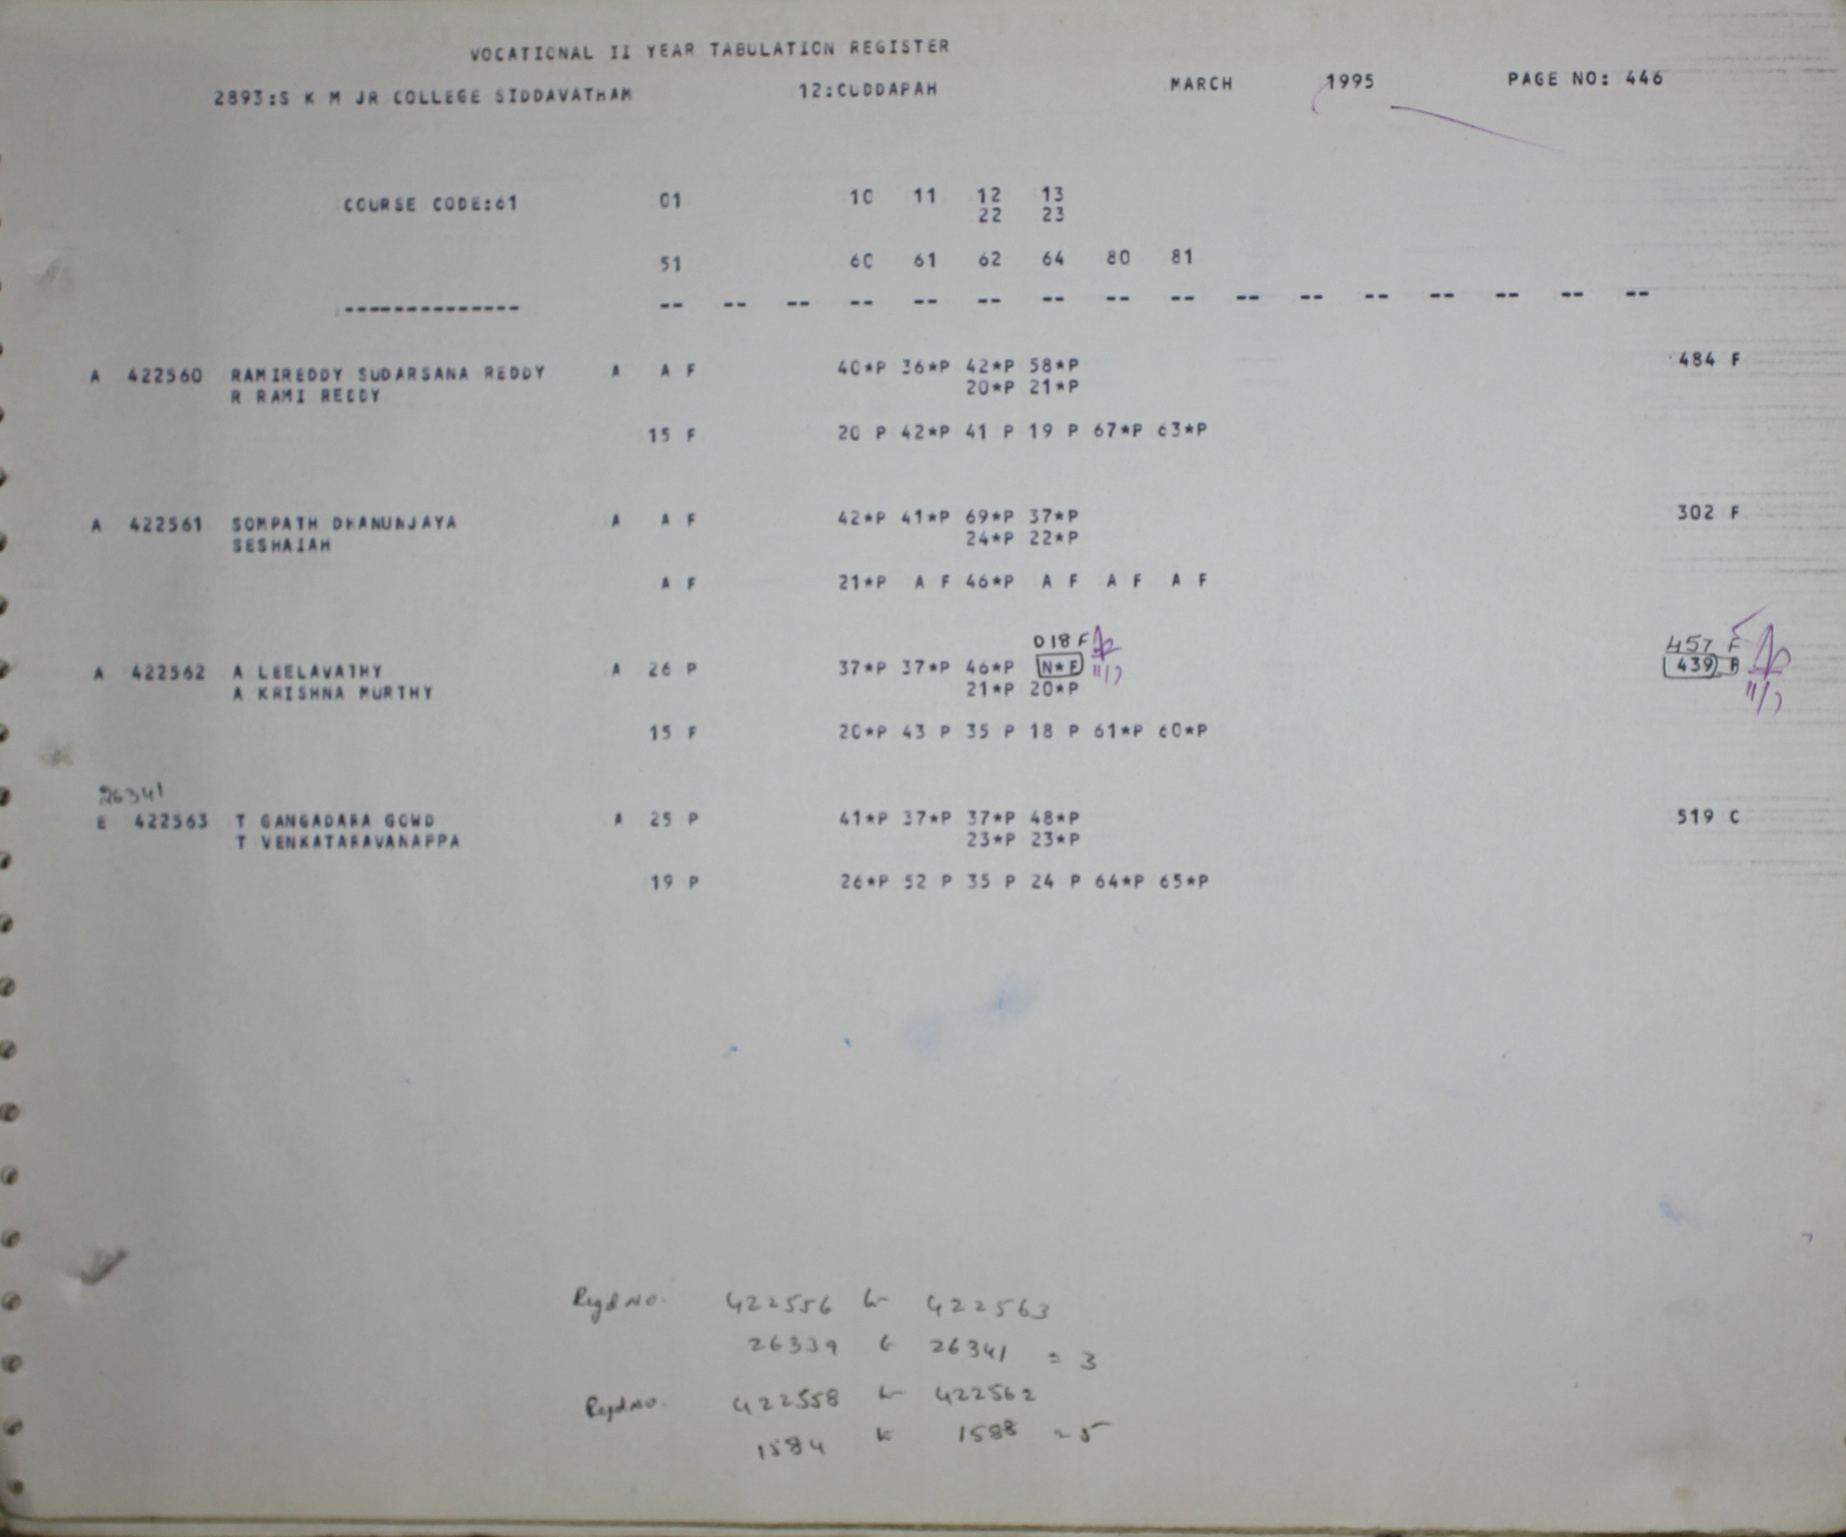 VOCATIONAL II YEAR TABULATION REGISTER
2893:S K M JR COLLEGE SIDDAVATHAM 12:CUDDAPAH MARCH 1995 PAGE NO: 446
COURSE CODE:61 01 10 11 12 13
22 23
51 60 61 62 64 80 81
-------------- -- -- -- -- -- -- -- -- -- -- -- -- -- -- -- --
A 422560 RAMIREDDY SUDARSANA REDDY A A F 40*P 36*P 42*P 58*P 484 F
R RAMI REDDY 20*P 21*P
15 F 20 P 42*P 41 P 19 P 67*P 63*P
A 422561 SOMPATH DHANUNJAYA A A F 42*P 41*P 69*P 37*P 302 F
SESHAIAH 24*P 22*P
A F 21*P A F 46*P A F A F A F
018 F 457 F
A 422562 A LEELAVATHY A 26 P 37*P 37*P 46*P N*F 11/7 439
A KRISHNA MURTHY 21*P 20*P 11/7
15 F 20*P 43 P 35 P 18 P 61*P 60*P
26341
E 422563 T GANGADARA GOWD A 25 P 41*P 37*P 37*P 48*P 519 C
T VENKATARAVANAPPA 23*P 23*P
19 P 26*P 52 P 35 P 24 P 64*P 65*P
Regd No. 422556 to 422563
26339 to 26341 = 3
Regd No. 422558 to 422562
1584 to 1588 = 5